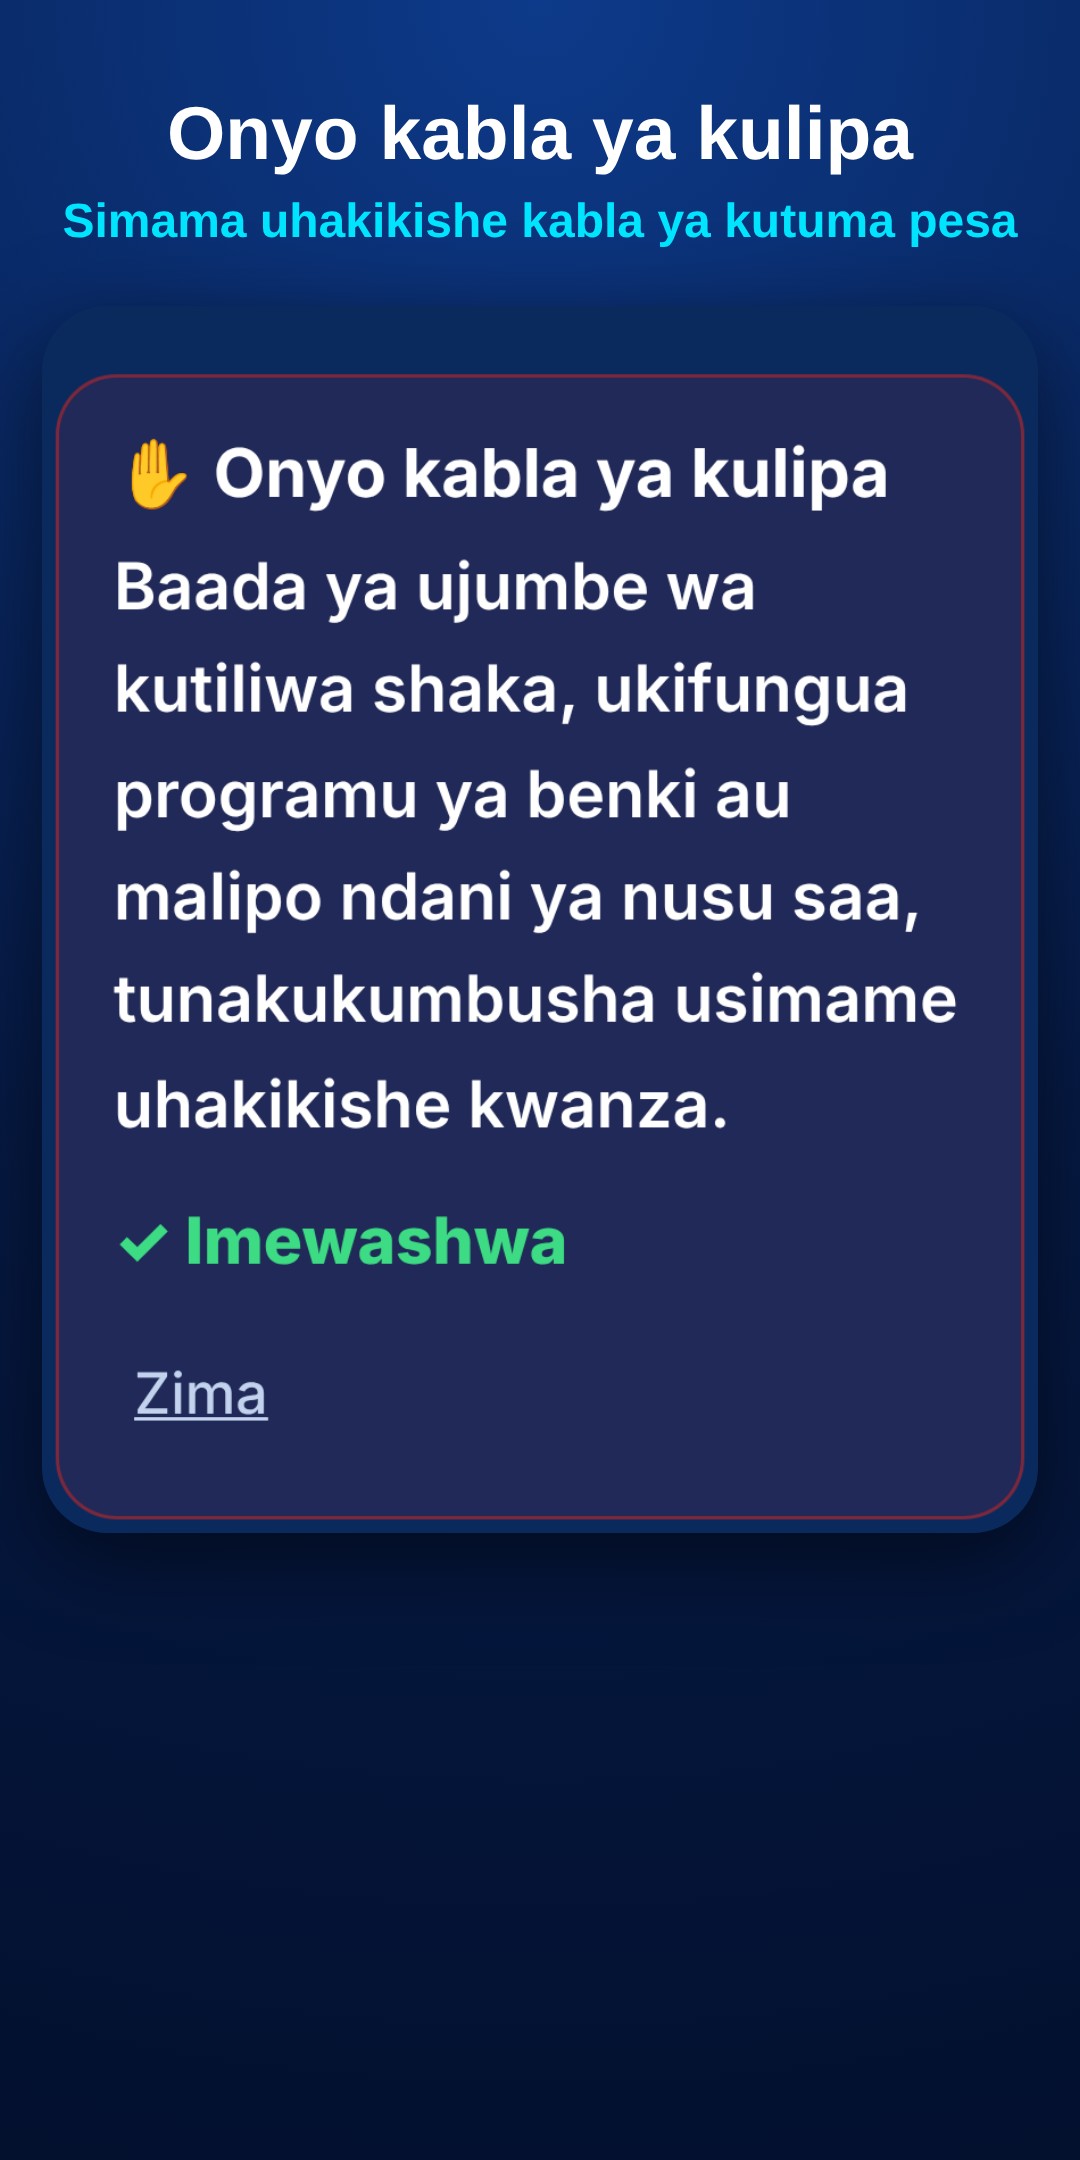 Onyo kabla ya kulipa
Simama uhakikishe kabla ya kutuma pesa
✋ Onyo kabla ya kulipa
Baada ya ujumbe wa
kutiliwa shaka, ukifungua
programu ya benki au
malipo ndani ya nusu saa,
tunakukumbusha usimame
uhakikishe kwanza.
✓ Imewashwa
Zima